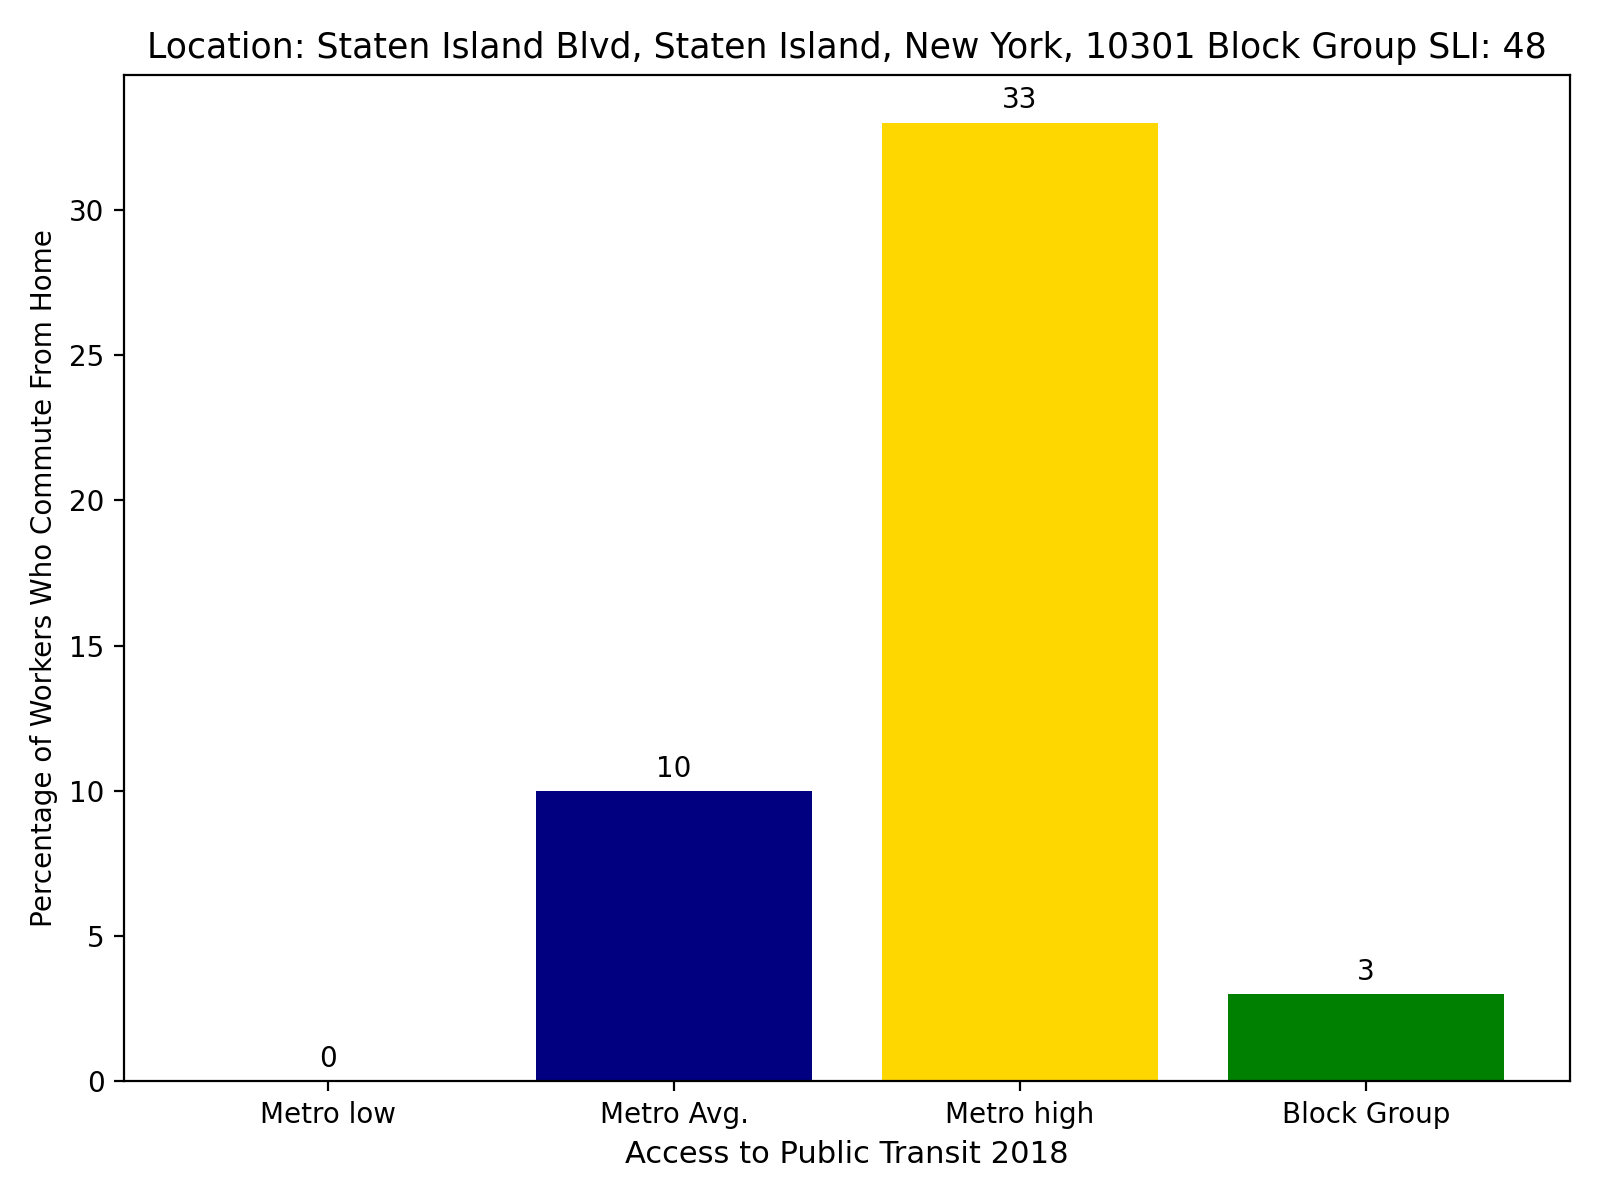 Location: Staten Island Blvd, Staten Island, New York, 10301 Block Group SLI: 48
Percentage of Workers Who Commute From Home
30
25
20
15
10
5
0
0
10
33
3
Metro low
Metro Avg.
Metro high
Block Group
Access to Public Transit 2018